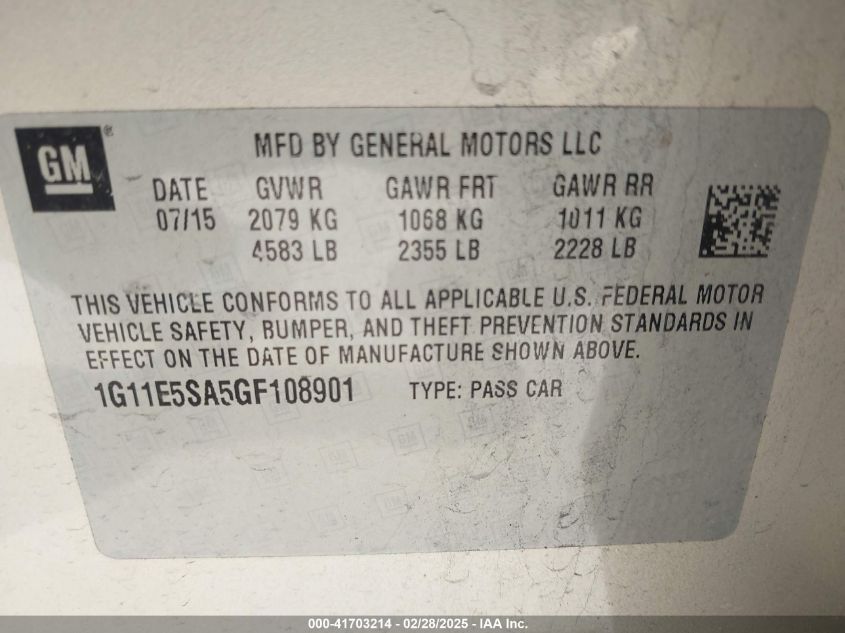 GM®
MFD BY GENERAL MOTORS LLC
DATE GVWR GAWR FRT GAWR RR
07/15 2079 KG 1068 KG 1011 KG
4583 LB 2355 LB 2228 LB
THIS VEHICLE CONFORMS TO ALL APPLICABLE U.S. FEDERAL MOTOR
VEHICLE SAFETY, BUMPER, AND THEFT PREVENTION STANDARDS IN
EFFECT ON THE DATE OF MANUFACTURE SHOWN ABOVE.
1G11E5SA5GF108901 TYPE: PASS CAR
000-41703214 - 02/28/2025 - IAA Inc.